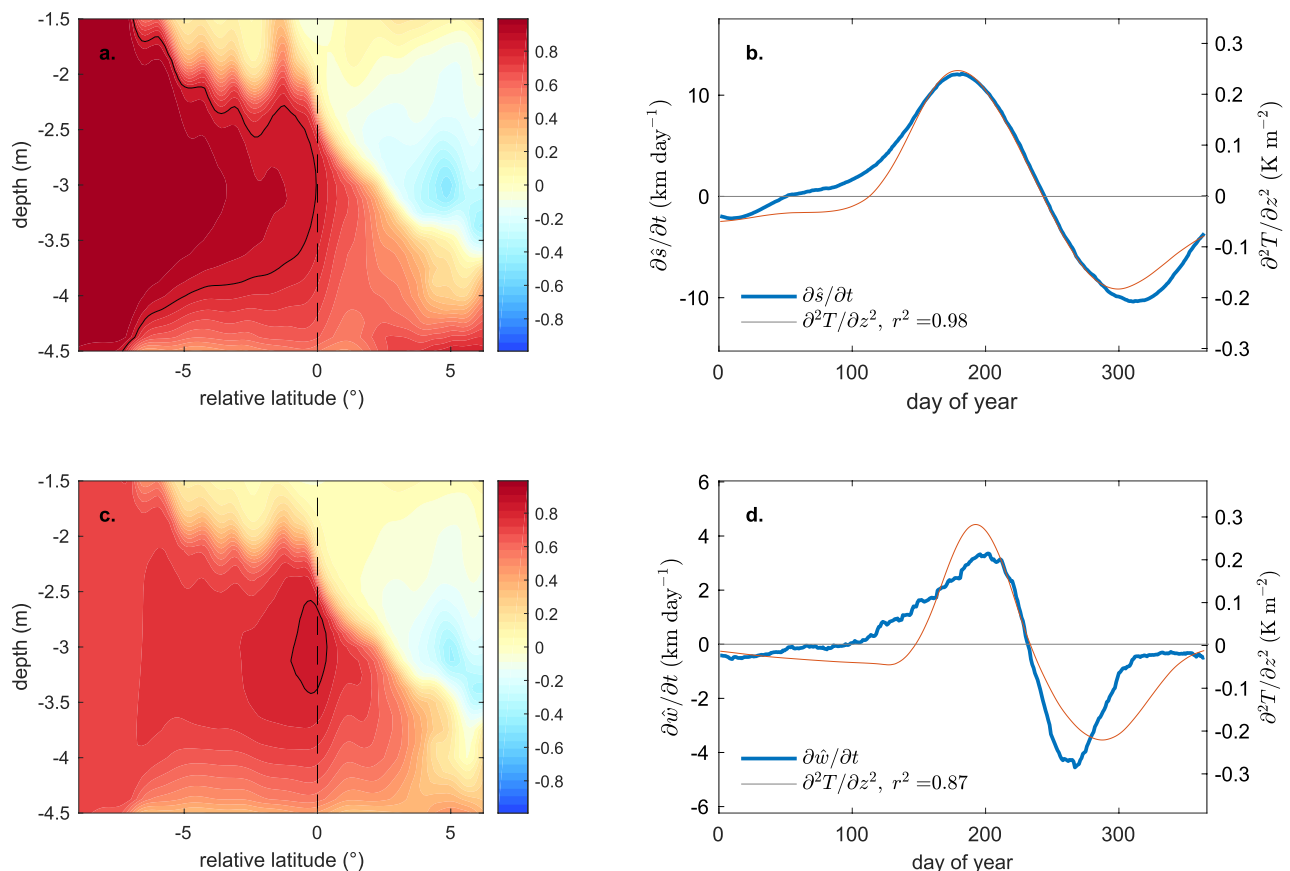 a.
-1.5
-2
-2.5
-3
-3.5
-4
-4.5
depth (m)
-5 0 5
relative latitude (°)
0.8
0.6
0.4
0.2
0
-0.2
-0.4
-0.6
-0.8
b.
10
0
-10
∂ŝ/∂t (km day⁻¹)
0.3
0.2
0.1
0
-0.1
-0.2
-0.3
∂²T/∂z² (K m⁻²)
∂ŝ/∂t
∂²T/∂z², r² =0.98
0 100 200 300
day of year
c.
-1.5
-2
-2.5
-3
-3.5
-4
-4.5
depth (m)
-5 0 5
relative latitude (°)
0.8
0.6
0.4
0.2
0
-0.2
-0.4
-0.6
-0.8
d.
6
4
2
0
-2
-4
-6
∂ŵ/∂t (km day⁻¹)
0.3
0.2
0.1
0
-0.1
-0.2
-0.3
∂²T/∂z² (K m⁻²)
∂ŵ/∂t
∂²T/∂z², r² =0.87
0 100 200 300
day of year